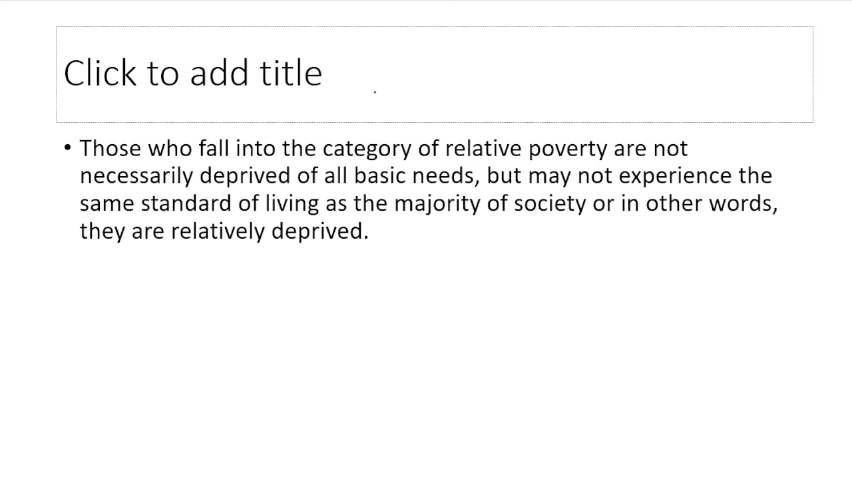 Click to add title
• Those who fall into the category of relative poverty are not
necessarily deprived of all basic needs, but may not experience the
same standard of living as the majority of society or in other words,
they are relatively deprived.